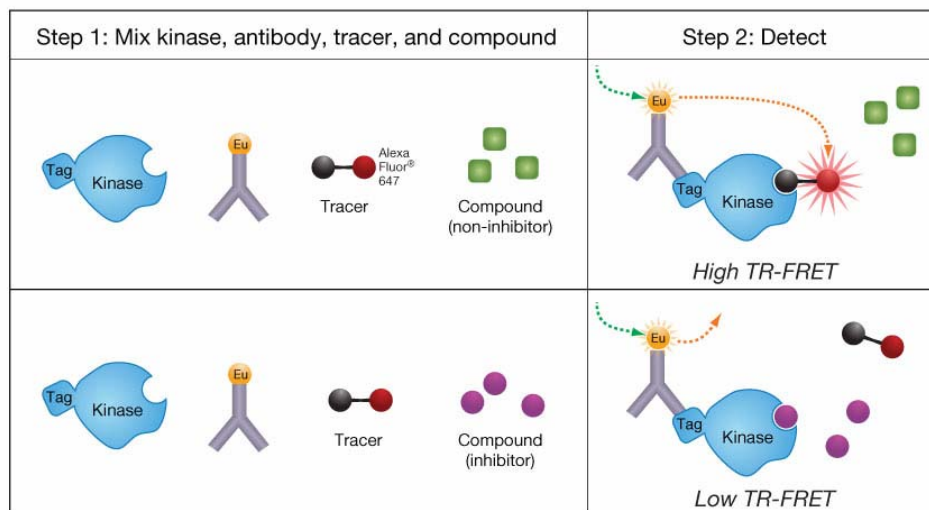 Step 1: Mix kinase, antibody, tracer, and compound
Step 2: Detect
Tag
Kinase
Eu
Alexa
Fluor®
647
Tracer
Compound
(non-inhibitor)
Eu
Tag
Kinase
High TR-FRET
Tag
Kinase
Eu
Tracer
Compound
(inhibitor)
Eu
Tag
Kinase
Low TR-FRET